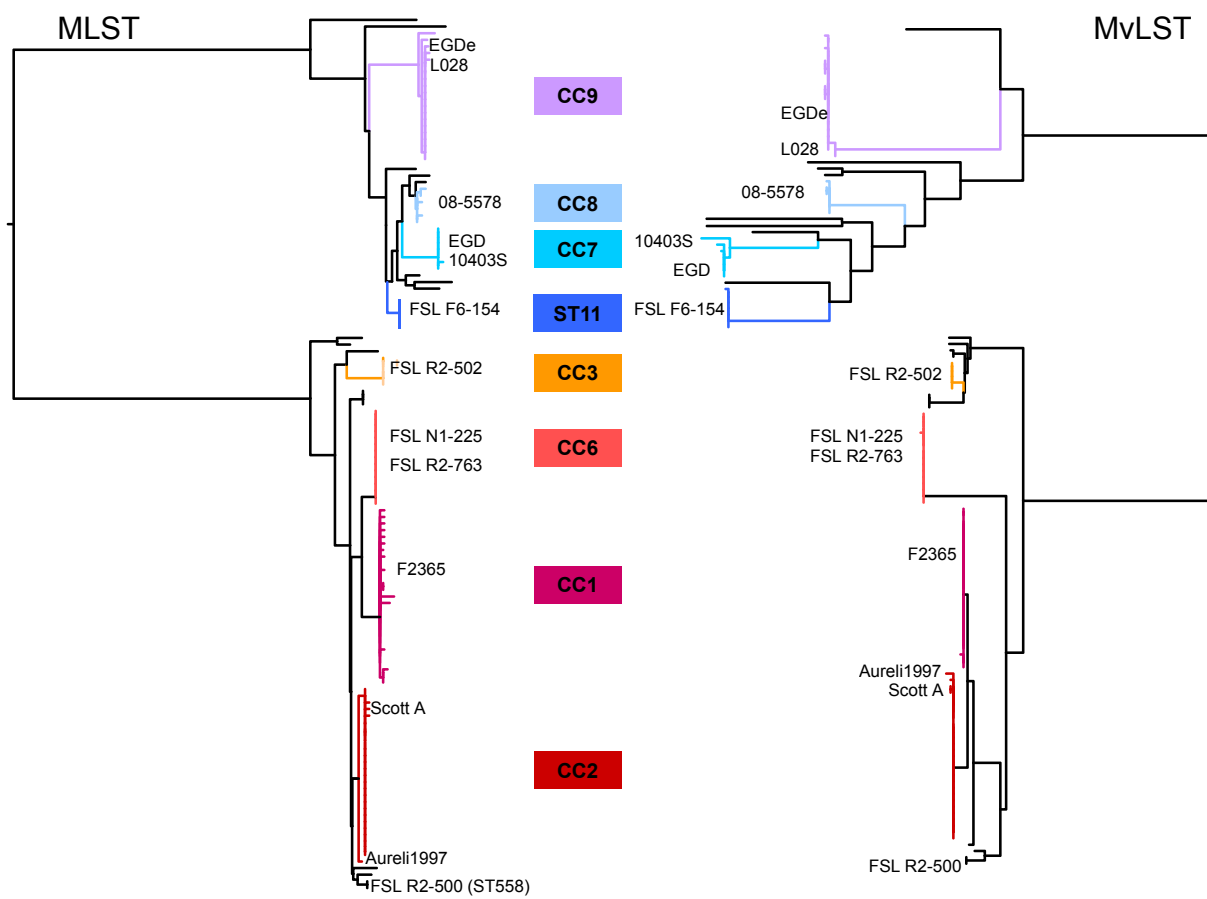 MLST
MvLST
EGDe
L028
CC9
EGDe
L028
08-5578
CC8
08-5578
EGD
10403S
CC7
10403S
EGD
FSL F6-154
ST11
FSL F6-154
FSL R2-502
CC3
FSL R2-502
FSL N1-225
FSL R2-763
CC6
FSL N1-225
FSL R2-763
F2365
CC1
F2365
Scott A
Aureli1997
Scott A
CC2
Aureli1997
FSL R2-500 (ST558)
FSL R2-500